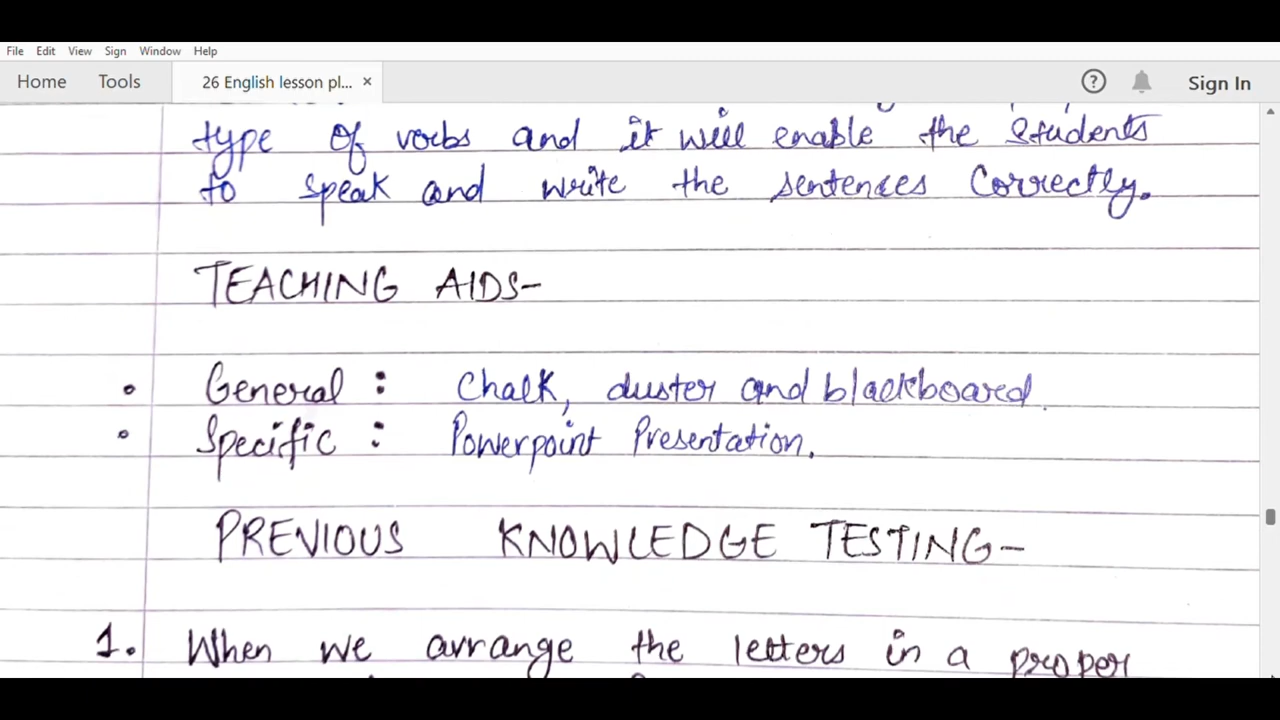 File Edit View Sign Window Help
Home Tools 26 English lesson pl... × ? Sign In
type of verbs and it will enable the students
to speak and write the sentences Correctly.
TEACHING AIDS-
• General : Chalk, duster and blackboard.
• Specific : Powerpoint Presentation.
PREVIOUS KNOWLEDGE TESTING-
1. When we arrange the letters in a proper